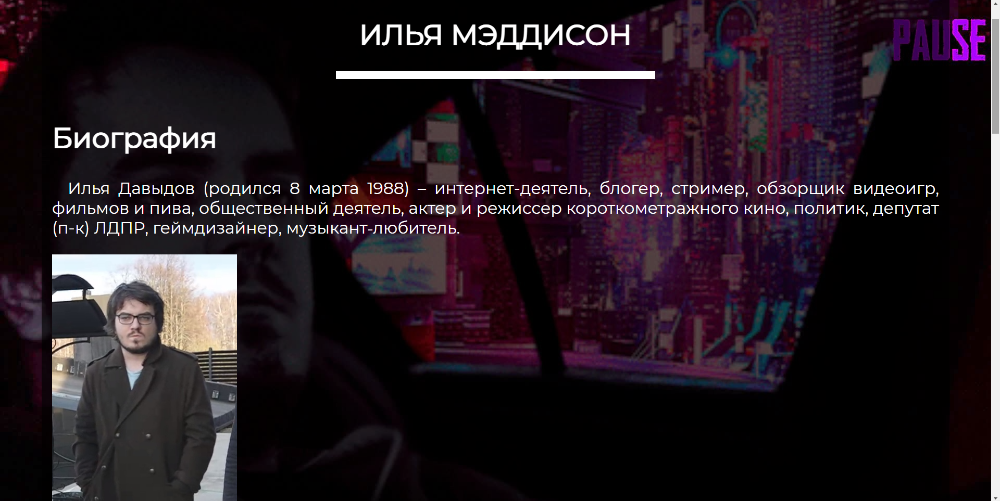 ИЛЬЯ МЭДДИСОН
PAUSE
Биография
Илья Давыдов (родился 8 марта 1988) – интернет-деятель, блогер, стример, обзорщик видеоигр,
фильмов и пива, общественный деятель, актер и режиссер короткометражного кино, политик, депутат
(п-к) ЛДПР, геймдизайнер, музыкант-любитель.